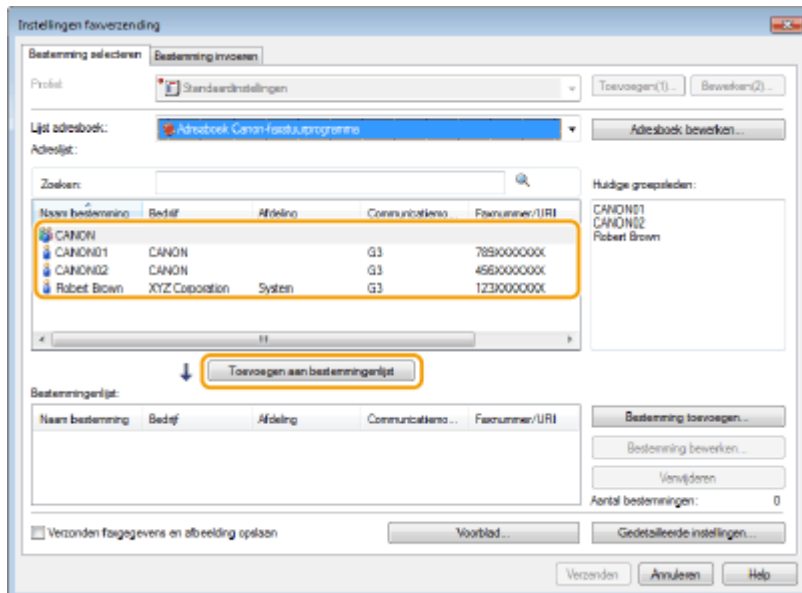 Instellingen faxverzending
Bestemming selecteren Bestemming invoeren
Profiel: Standaardinstellingen Toevoegen(1)... Bewerken(2)...
Lijst adresboek: Adresboek Canon-faxstuurprogramma Adresboek bewerken...
Adreslijst:
Zoeken: Huidige groepsleden:
Naam bestemming Bedrijf Afdeling Communicatiemo... Faxnummer/URI
CANON
CANON01 CANON G3 789XXXXXXX
CANON02 CANON G3 456XXXXXXX
Robert Brown XYZ Corporation System G3 123XXXXXXX
CANON01
CANON02
Robert Brown
Toevoegen aan bestemmingenlijst
Bestemmingenlijst:
Naam bestemming Bedrijf Afdeling Communicatiemo... Faxnummer/URI
Bestemming toevoegen...
Bestemming bewerken...
Verwijderen
Aantal bestemmingen: 0
Verzonden faxgegevens en afbeelding opslaan Voorblad... Gedetailleerde instellingen...
Verzenden Annuleren Help